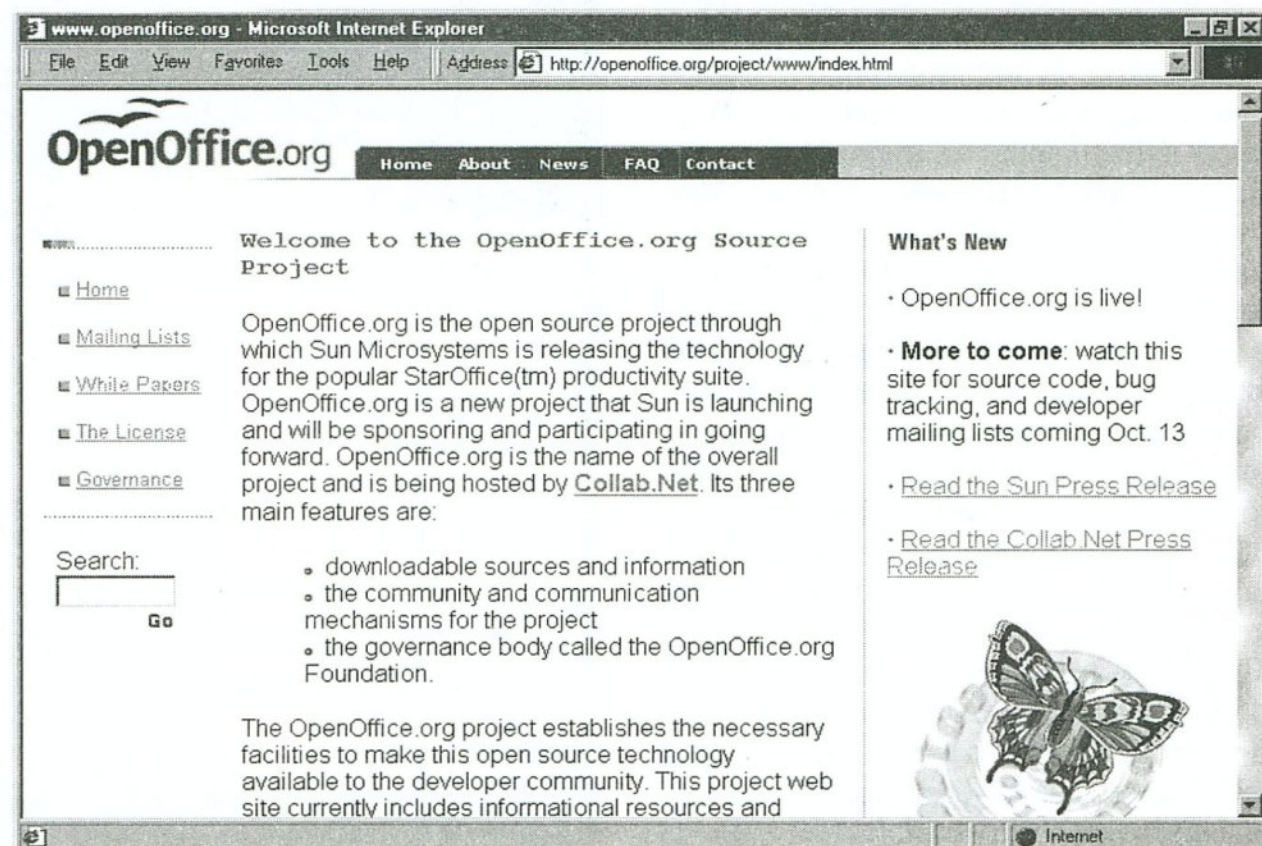 www.openoffice.org - Microsoft Internet Explorer
File Edit View Favorites Tools Help Address http://openoffice.org/project/www/index.html
OpenOffice.org
Home About News FAQ Contact
Home
Mailing Lists
White Papers
The License
Governance
Search:
Go
Welcome to the OpenOffice.org Source
Project
OpenOffice.org is the open source project through
which Sun Microsystems is releasing the technology
for the popular StarOffice(tm) productivity suite.
OpenOffice.org is a new project that Sun is launching
and will be sponsoring and participating in going
forward. OpenOffice.org is the name of the overall
project and is being hosted by Collab.Net. Its three
main features are:
• downloadable sources and information
• the community and communication
mechanisms for the project
• the governance body called the OpenOffice.org
Foundation.
The OpenOffice.org project establishes the necessary
facilities to make this open source technology
available to the developer community. This project web
site currently includes informational resources and
What's New
· OpenOffice.org is live!
· More to come: watch this
site for source code, bug
tracking, and developer
mailing lists coming Oct. 13
· Read the Sun Press Release
· Read the Collab.Net Press
Release
Internet